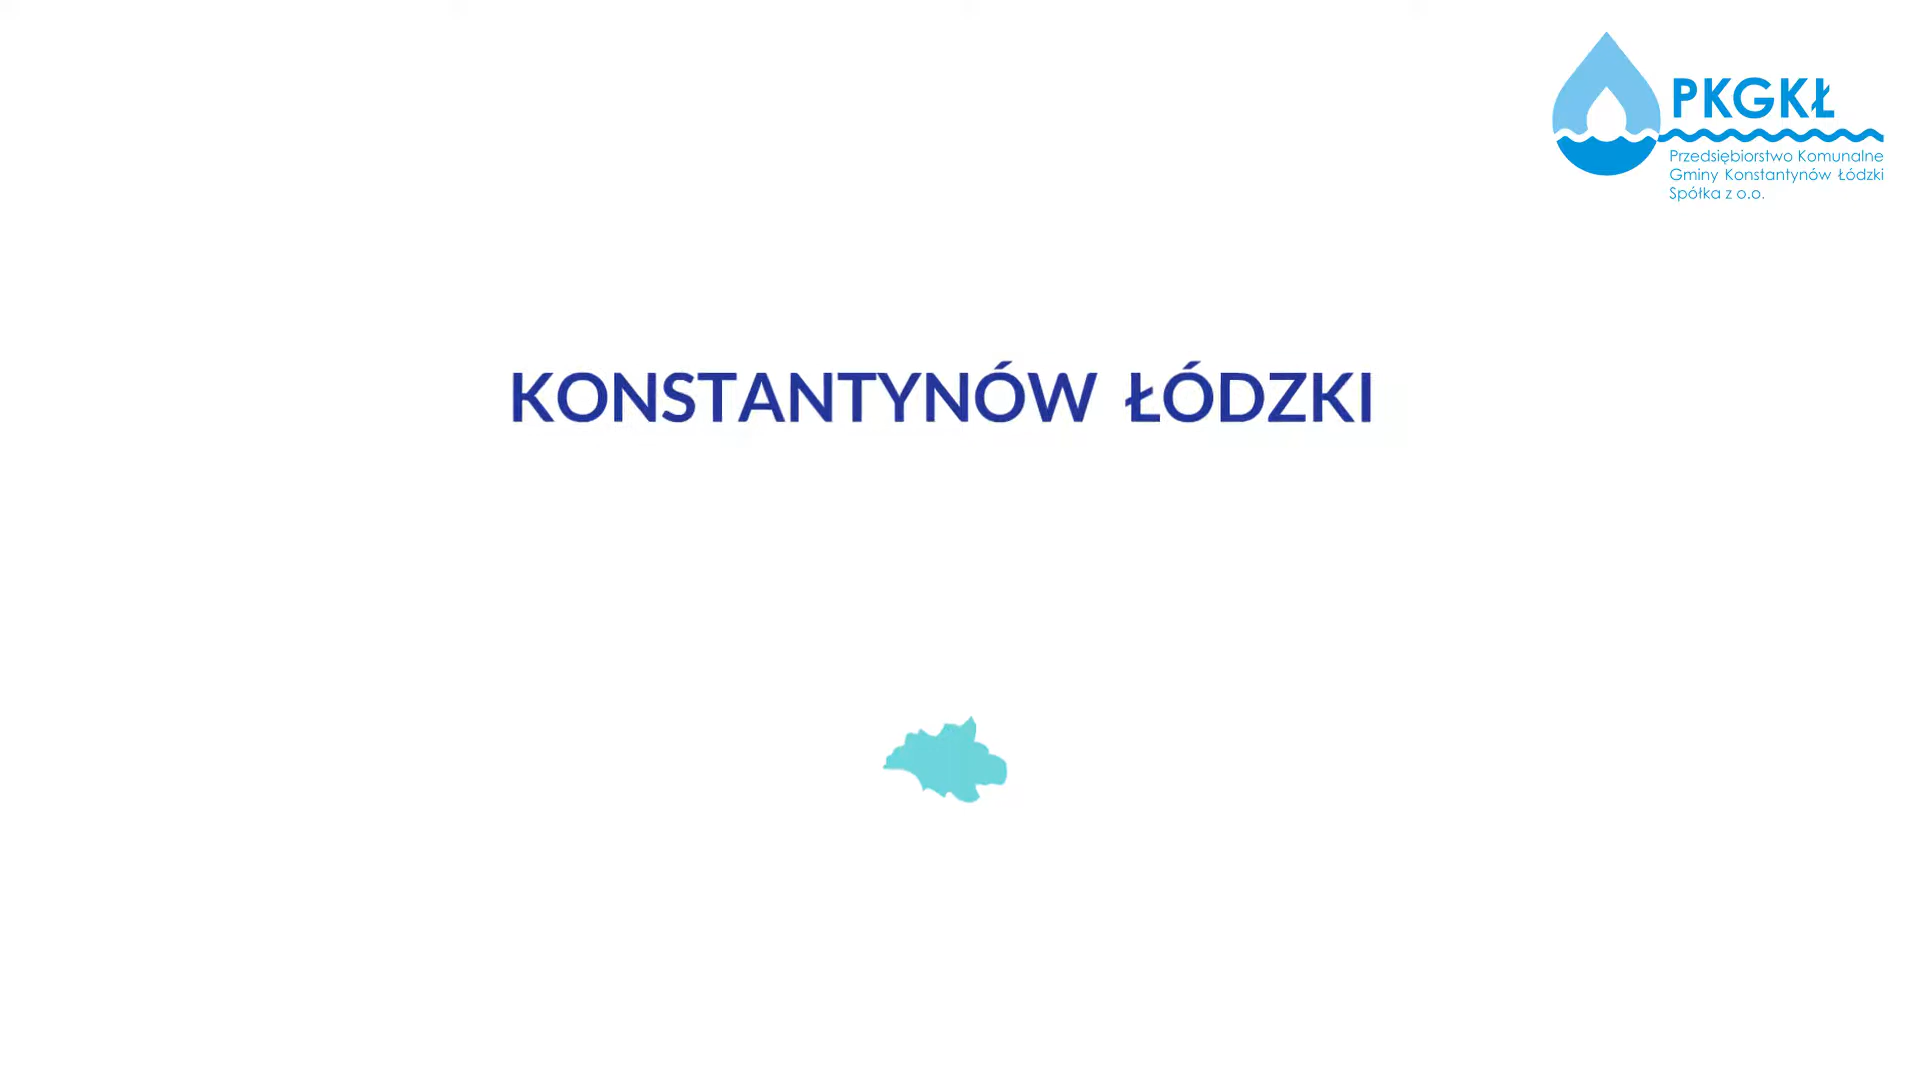 PKGKŁ
Przedsiębiorstwo Komunalne
Gminy Konstantynów Łódzki
Spółka z o.o.
KONSTANTYNÓW ŁÓDZKI